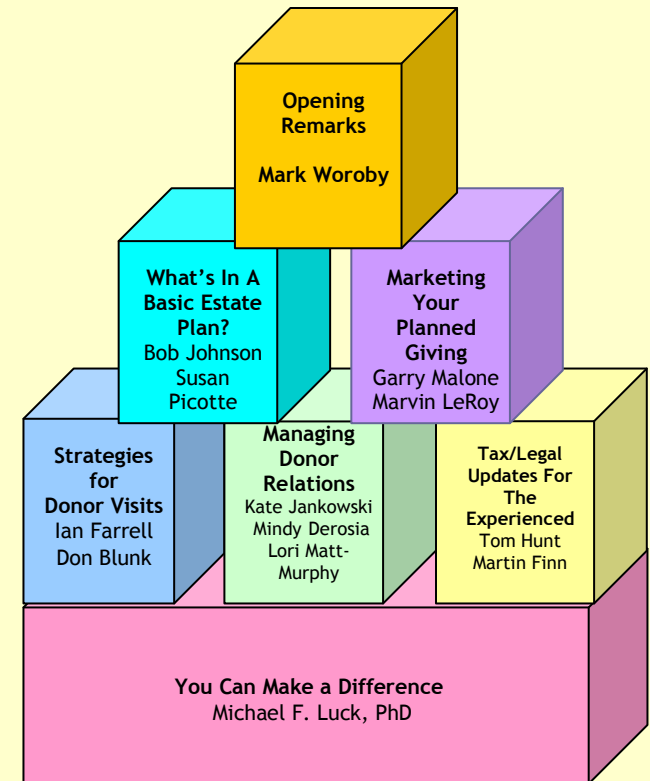 Opening
Remarks
Mark Woroby
What's In A
Basic Estate
Plan?
Bob Johnson
Susan
Picotte
Marketing
Your
Planned
Giving
Garry Malone
Marvin LeRoy
Strategies
for
Donor Visits
Ian Farrell
Don Blunk
Managing
Donor
Relations
Kate Jankowski
Mindy Derosia
Lori Matt-
Murphy
Tax/Legal
Updates For
The
Experienced
Tom Hunt
Martin Finn
You Can Make a Difference
Michael F. Luck, PhD